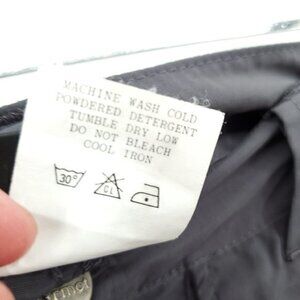 MACHINE WASH COLD
POWDERED DETERGENT
TUMBLE DRY LOW
DO NOT BLEACH
COOL IRON
30°
CL